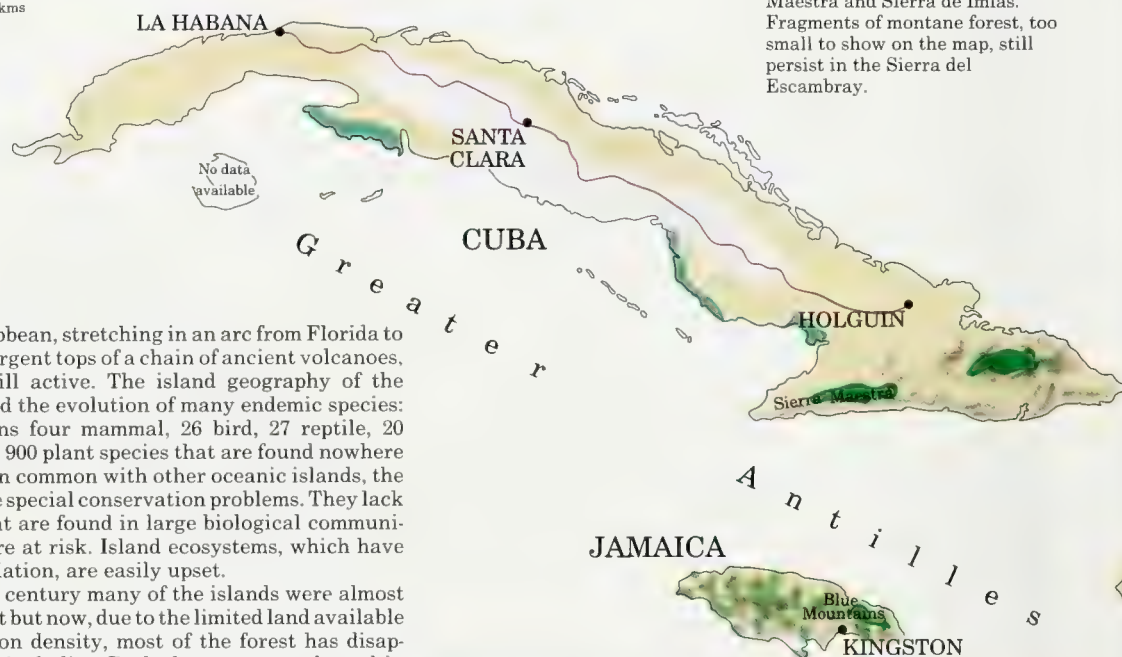 kms
LA HABANA
Maestra and Sierra de Imias.
Fragments of montane forest, too
small to show on the map, still
persist in the Sierra del
Escambray.
SANTA
CLARA
No data
available
CUBA
Greater
HOLGUIN
Sierra Maestra
Antilles
JAMAICA
Blue
Mountains
KINGSTON
bbean, stretching in an arc from Florida to
rgent tops of a chain of ancient volcanoes,
ill active. The island geography of the
d the evolution of many endemic species:
ns four mammal, 26 bird, 27 reptile, 20
900 plant species that are found nowhere
n common with other oceanic islands, the
e special conservation problems. They lack
at are found in large biological communi-
re at risk. Island ecosystems, which have
lation, are easily upset.
century many of the islands were almost
t but now, due to the limited land available
on density, most of the forest has disap-